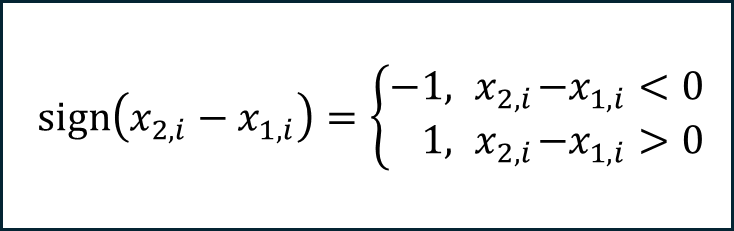 sign(x₂,ᵢ − x₁,ᵢ) = {−1, x₂,ᵢ−x₁,ᵢ < 0
1, x₂,ᵢ−x₁,ᵢ > 0